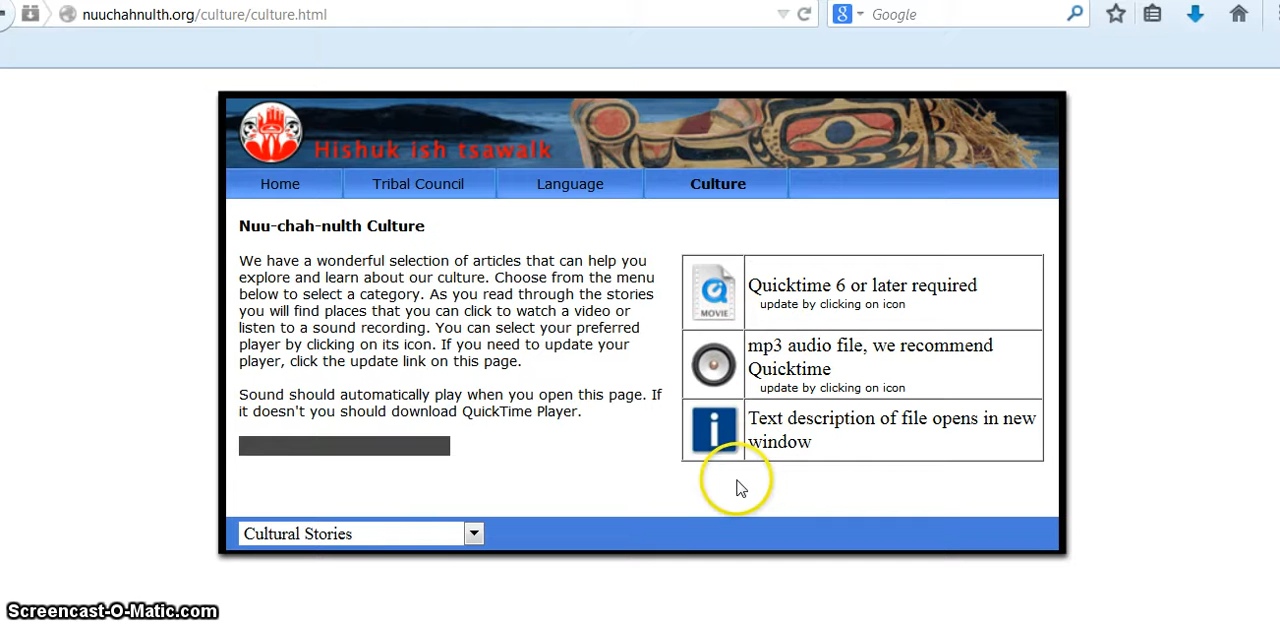 nuuchahnulth.org/culture/culture.html
8 Google
Hishuk ish tsawalk
Home Tribal Council Language Culture
Nuu-chah-nulth Culture
We have a wonderful selection of articles that can help you
explore and learn about our culture. Choose from the menu
below to select a category. As you read through the stories
you will find places that you can click to watch a video or
listen to a sound recording. You can select your preferred
player by clicking on its icon. If you need to update your
player, click the update link on this page.
Sound should automatically play when you open this page. If
it doesn't you should download QuickTime Player.
MOVIE
Quicktime 6 or later required
update by clicking on icon
mp3 audio file, we recommend
Quicktime
update by clicking on icon
i
Text description of file opens in new
window
Cultural Stories
Screencast-O-Matic.com